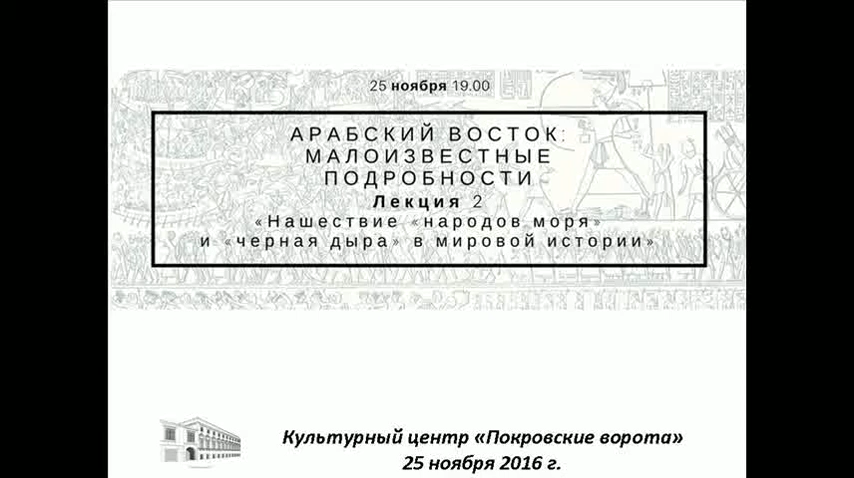 25 ноября 19.00
АРАБСКИЙ ВОСТОК:
МАЛОИЗВЕСТНЫЕ
ПОДРОБНОСТИ
Лекция 2
«Нашествие «народов моря»
и «черная дыра» в мировой истории»
Культурный центр «Покровские ворота»
25 ноября 2016 г.